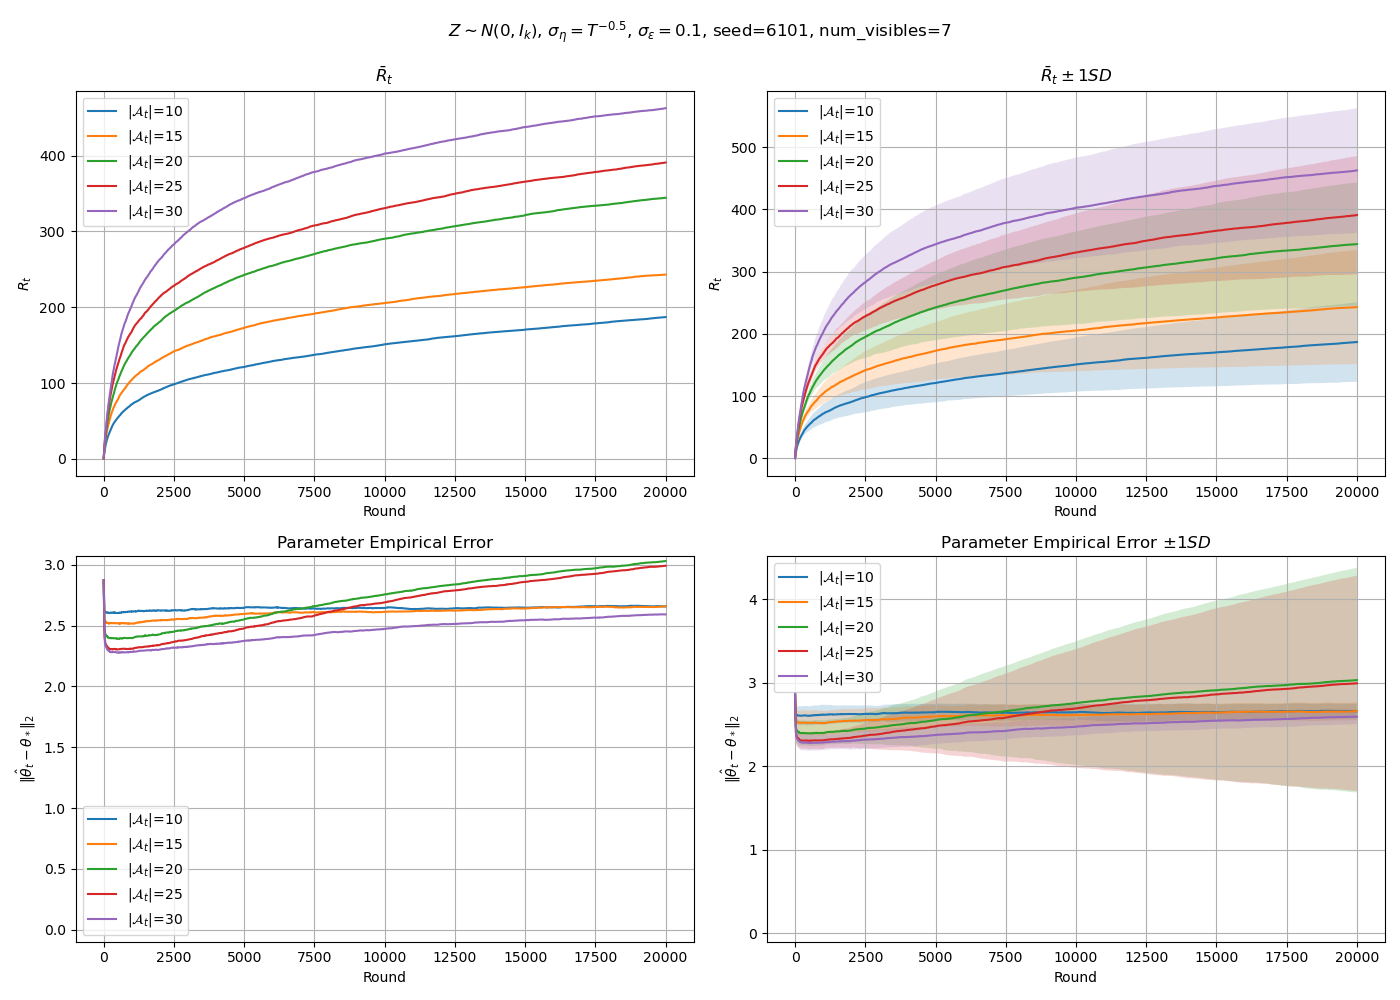 Z ∼ N(0, I_k), σ_η = T^{−0.5}, σ_ε = 0.1, seed=6101, num_visibles=7
R̄_t
R_t
0
100
200
300
400
|𝒜_t|=10
|𝒜_t|=15
|𝒜_t|=20
|𝒜_t|=25
|𝒜_t|=30
0 2500 5000 7500 10000 12500 15000 17500 20000
Round
R̄_t ± 1SD
R_t
0
100
200
300
400
500
|𝒜_t|=10
|𝒜_t|=15
|𝒜_t|=20
|𝒜_t|=25
|𝒜_t|=30
0 2500 5000 7500 10000 12500 15000 17500 20000
Round
Parameter Empirical Error
‖θ̂_t − θ_*‖_2
0.0
0.5
1.0
1.5
2.0
2.5
3.0
|𝒜_t|=10
|𝒜_t|=15
|𝒜_t|=20
|𝒜_t|=25
|𝒜_t|=30
0 2500 5000 7500 10000 12500 15000 17500 20000
Round
Parameter Empirical Error ±1SD
‖θ̂_t − θ_*‖_2
0
1
2
3
4
|𝒜_t|=10
|𝒜_t|=15
|𝒜_t|=20
|𝒜_t|=25
|𝒜_t|=30
0 2500 5000 7500 10000 12500 15000 17500 20000
Round